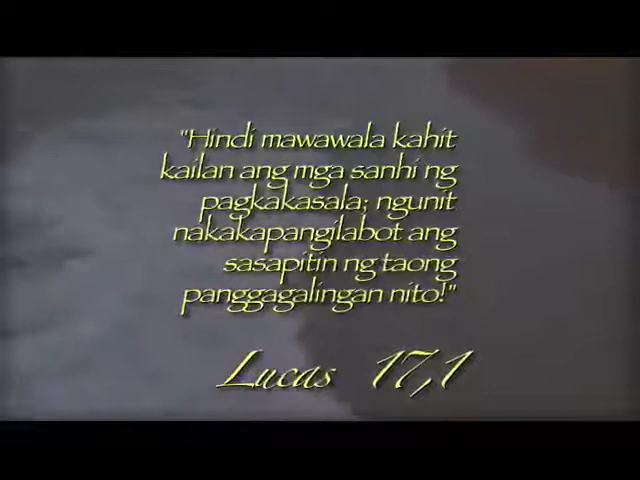 "Hindi mawawala kahit
kailan ang mga sanhi ng
pagkakasala; ngunit
nakakapangilabot ang
sasapitin ng taong
panggagalingan nito!"
Lucas 17,1